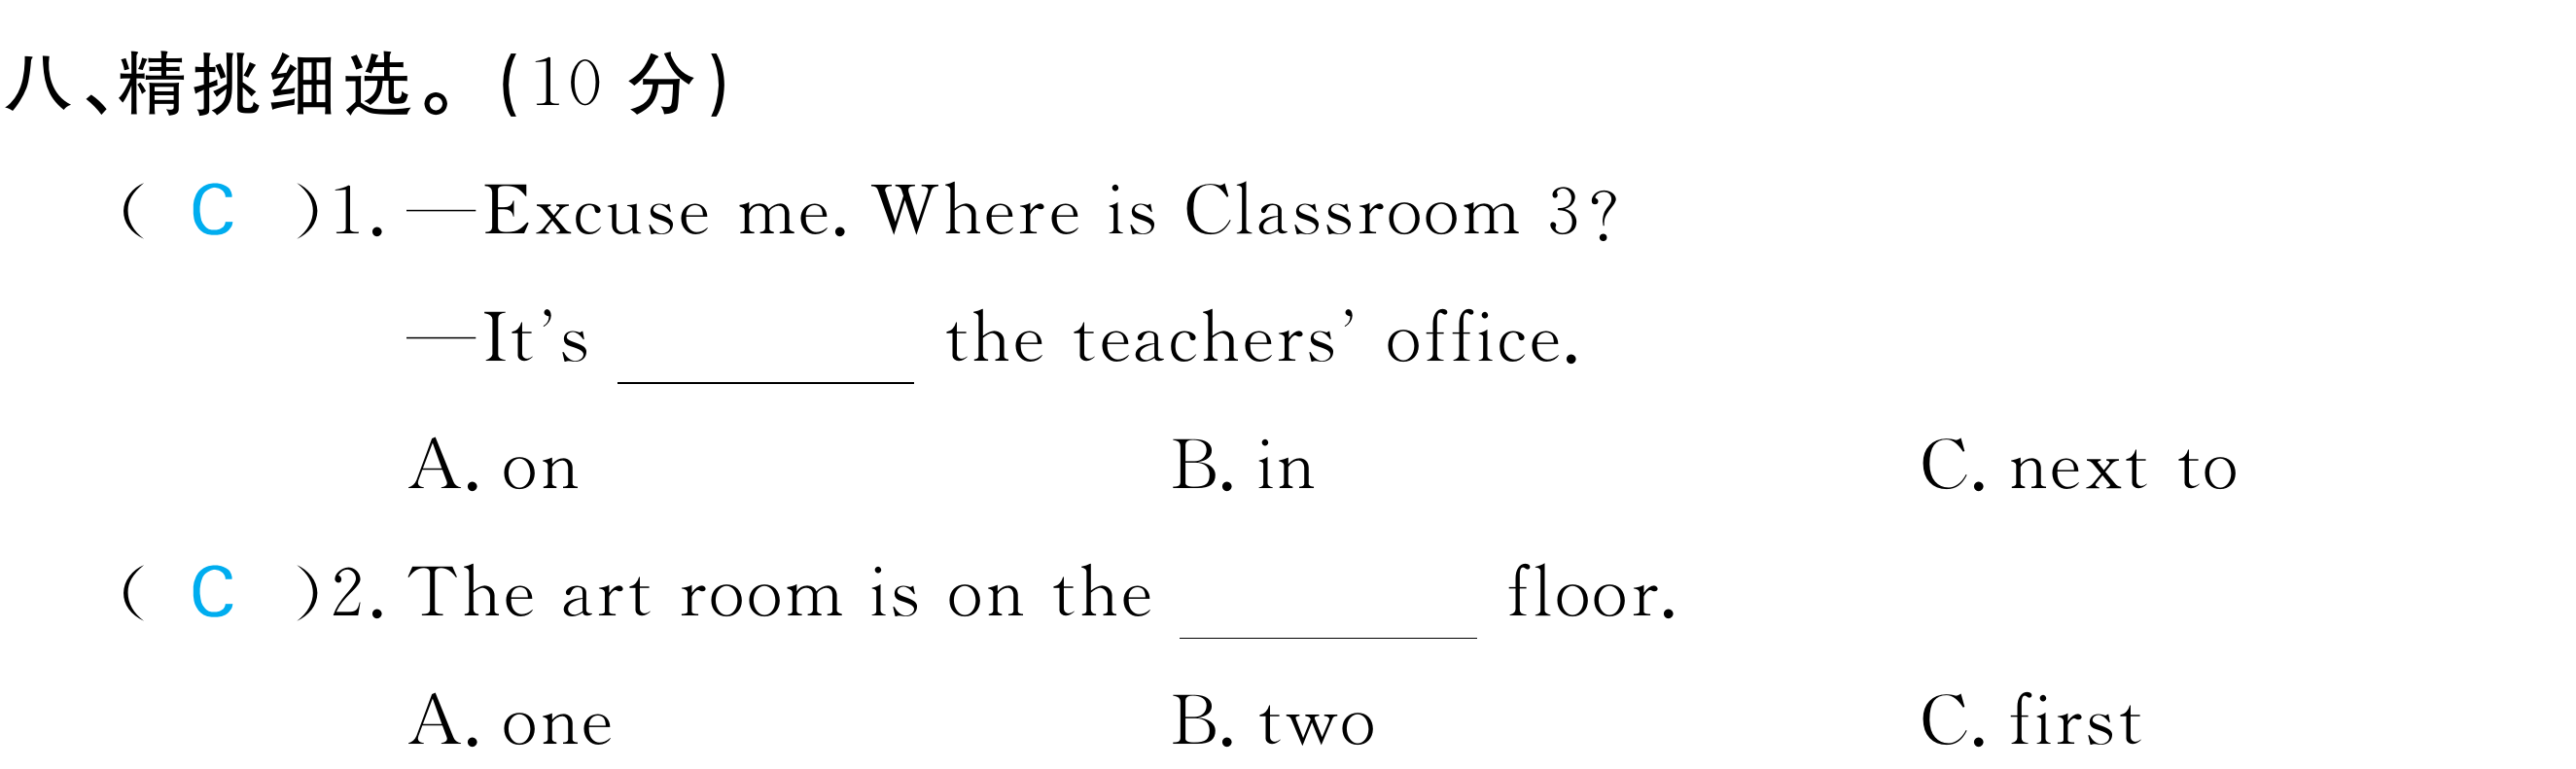 八、精挑细选。(10 分)
( C )1. —Excuse me. Where is Classroom 3?
—It’s ________ the teachers’ office.
A. on B. in C. next to
( C )2. The art room is on the ________ floor.
A. one B. two C. first